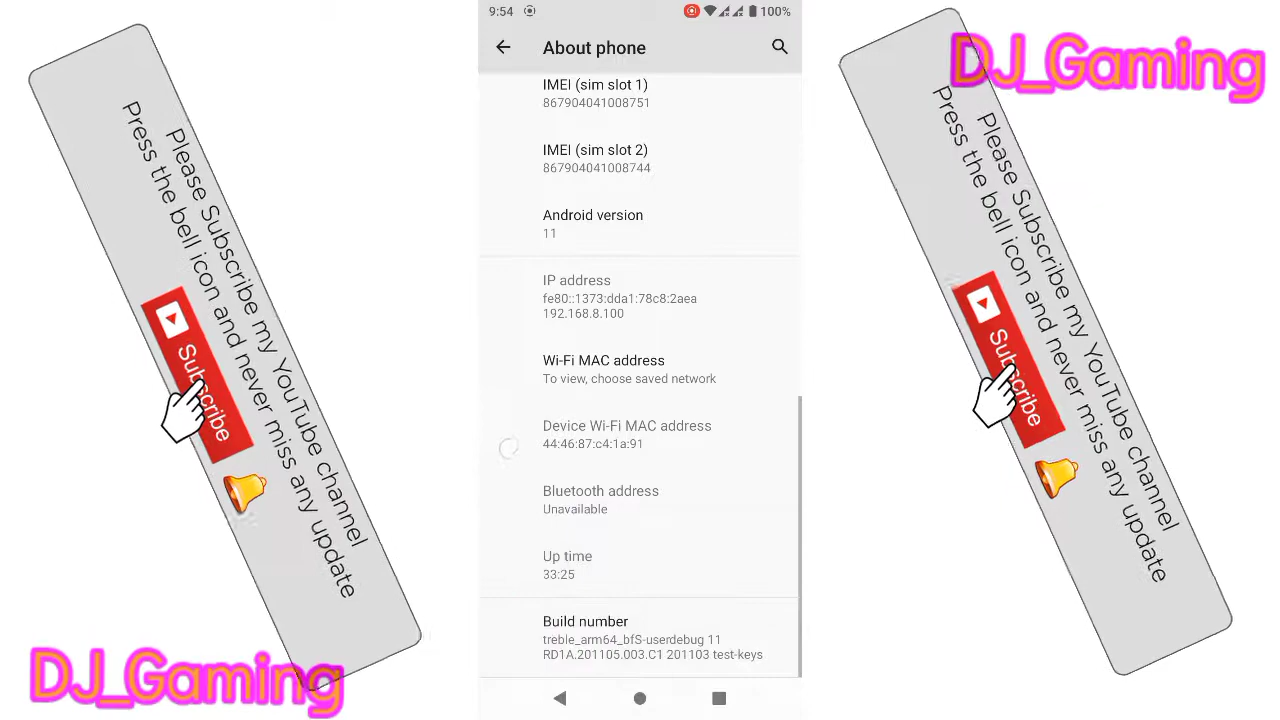 9:54
100%
About phone
IMEI (sim slot 1)
867904041008751
IMEI (sim slot 2)
867904041008744
Android version
11
IP address
fe80::1373:dda1:78c8:2aea
192.168.8.100
Wi-Fi MAC address
To view, choose saved network
Device Wi-Fi MAC address
44:46:87:c4:1a:91
Bluetooth address
Unavailable
Up time
33:25
Build number
treble_arm64_bfS-userdebug 11
RD1A.201105.003.C1 201103 test-keys
Please Subscribe my YouTube channel
Press the bell icon and never miss any update
Subscribe
DJ_Gaming
DJ_Gaming
Please Subscribe my YouTube channel
Press the bell icon and never miss any update
Subscribe